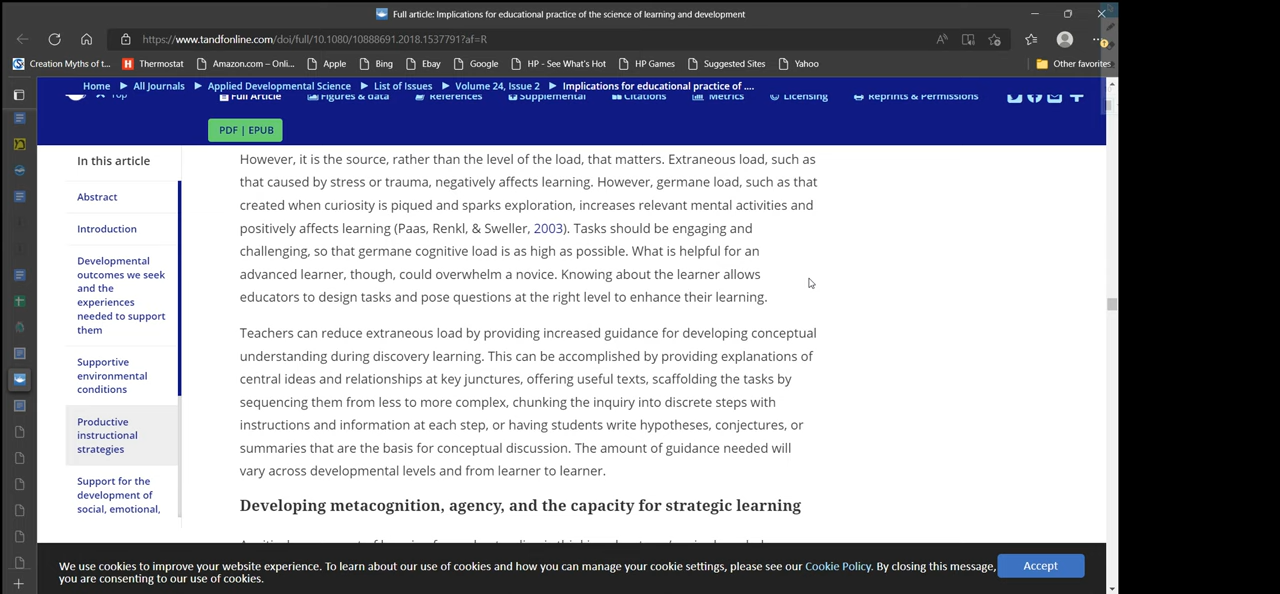 Full article: Implications for educational practice of the science of learning and development
https://www.tandfonline.com/doi/full/10.1080/10888691.2018.1537791?af=R
Creation Myths of t... Thermostat Amazon.com – Onli... Apple Bing Ebay Google HP - See What's Hot HP Games Suggested Sites Yahoo Other favorites
Home ▶ All Journals ▶ Applied Developmental Science ▶ List of Issues ▶ Volume 24, Issue 2 ▶ Implications for educational practice of ....
Top Full Article Figures & data References Supplemental Citations Metrics Licensing Reprints & Permissions
PDF | EPUB
In this article
Abstract
Introduction
Developmental
outcomes we seek
and the
experiences
needed to support
them
Supportive
environmental
conditions
Productive
instructional
strategies
Support for the
development of
social, emotional,
However, it is the source, rather than the level of the load, that matters. Extraneous load, such as
that caused by stress or trauma, negatively affects learning. However, germane load, such as that
created when curiosity is piqued and sparks exploration, increases relevant mental activities and
positively affects learning (Paas, Renkl, & Sweller, 2003). Tasks should be engaging and
challenging, so that germane cognitive load is as high as possible. What is helpful for an
advanced learner, though, could overwhelm a novice. Knowing about the learner allows
educators to design tasks and pose questions at the right level to enhance their learning.
Teachers can reduce extraneous load by providing increased guidance for developing conceptual
understanding during discovery learning. This can be accomplished by providing explanations of
central ideas and relationships at key junctures, offering useful texts, scaffolding the tasks by
sequencing them from less to more complex, chunking the inquiry into discrete steps with
instructions and information at each step, or having students write hypotheses, conjectures, or
summaries that are the basis for conceptual discussion. The amount of guidance needed will
vary across developmental levels and from learner to learner.
Developing metacognition, agency, and the capacity for strategic learning
We use cookies to improve your website experience. To learn about our use of cookies and how you can manage your cookie settings, please see our Cookie Policy. By closing this message,
you are consenting to our use of cookies.
Accept